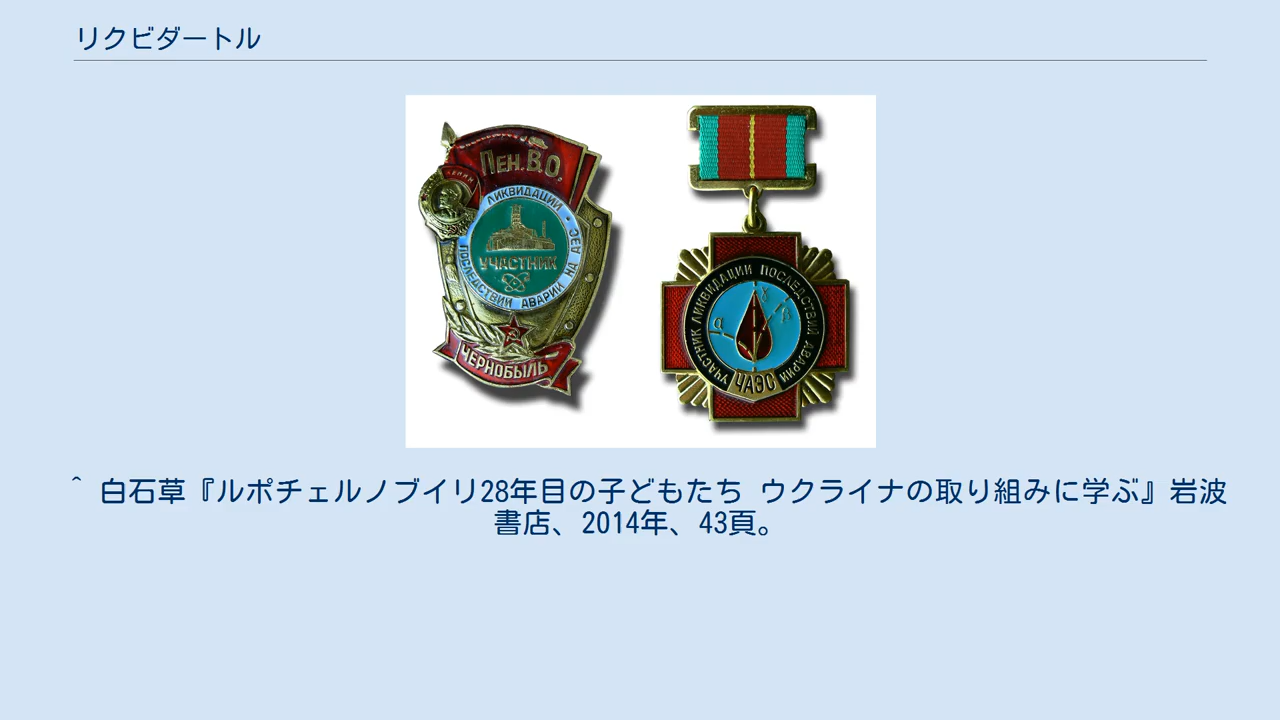 リクビダートル
ЛЕНИН
Лен. В.О.
ЛИКВИДАЦИИ
ПОСЛЕДСТВИЙ АВАРИИ НА АЭС
УЧАСТНИК
ЧЕРНОБЫЛЬ
УЧАСТНИК ЛИКВИДАЦИИ ПОСЛЕДСТВИЙ АВАРИИ
α
γ
β
ЧАЭС
^ 白石草『ルポチェルノブイリ28年目の子どもたち ウクライナの取り組みに学ぶ』岩波
書店、2014年、43頁。